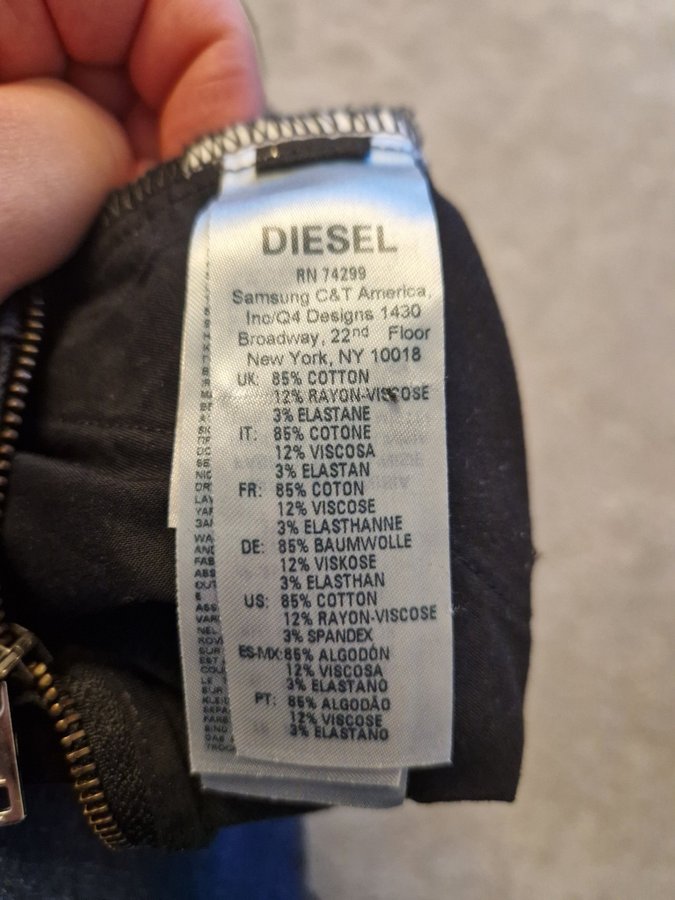 DIESEL
RN 74299
Samsung C&T America,
Inc/Q4 Designs 1430
Broadway, 22nd Floor
New York, NY 10018
UK: 85% COTTON
12% RAYON-VISCOSE
3% ELASTANE
IT: 85% COTONE
12% VISCOSA
3% ELASTAN
FR: 85% COTON
12% VISCOSE
3% ELASTHANNE
DE: 85% BAUMWOLLE
12% VISKOSE
3% ELASTHAN
US: 85% COTTON
12% RAYON-VISCOSE
3% SPANDEX
ES-MX: 85% ALGODÓN
12% VISCOSA
3% ELASTANO
PT: 85% ALGODÃO
12% VISCOSE
3% ELASTANO